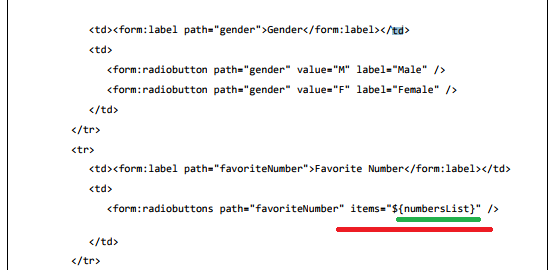 <td><form:label path="gender">Gender</form:label></td>
<td>
<form:radiobutton path="gender" value="M" label="Male" />
<form:radiobutton path="gender" value="F" label="Female" />
</td>
</tr>
<tr>
<td><form:label path="favoriteNumber">Favorite Number</form:label></td>
<td>
<form:radiobuttons path="favoriteNumber" items="${numbersList}" />
</td>
</tr>